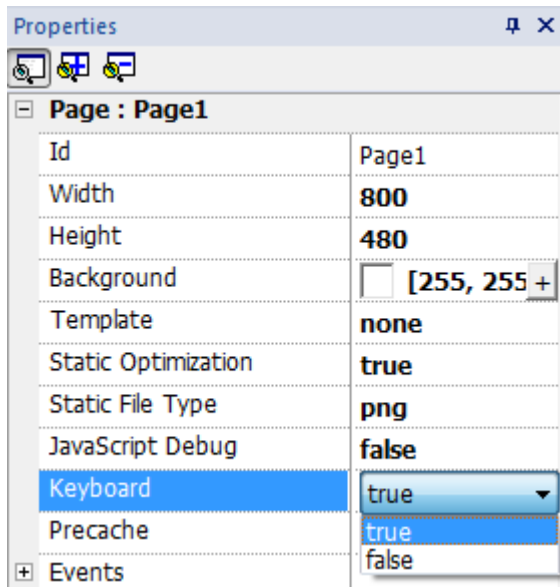 Properties
Page : Page1
Id Page1
Width 800
Height 480
Background [255, 255 +
Template none
Static Optimization true
Static File Type png
JavaScript Debug false
Keyboard true
Precache true
Events false